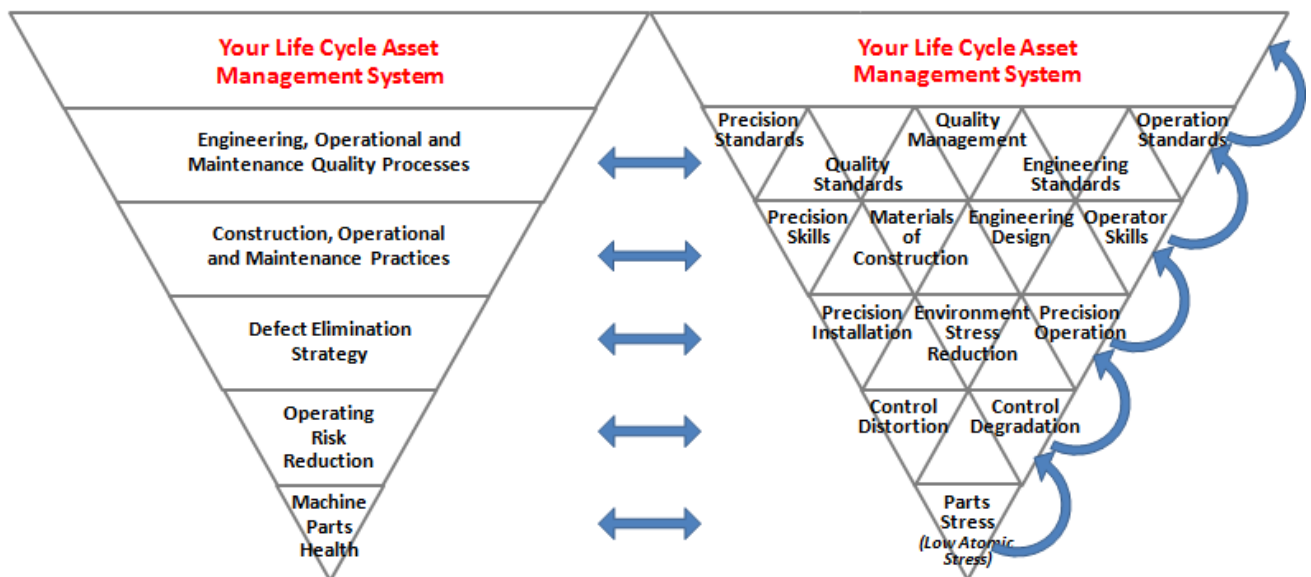 Your Life Cycle Asset
Management System
Engineering, Operational and
Maintenance Quality Processes
Construction, Operational
and Maintenance Practices
Defect Elimination
Strategy
Operating
Risk
Reduction
Machine
Parts
Health
Your Life Cycle Asset
Management System
Precision
Standards
Quality
Standards
Quality
Management
Engineering
Standards
Operation
Standards
Precision
Skills
Materials
of
Construction
Engineering
Design
Operator
Skills
Precision
Installation
Environment
Stress
Reduction
Precision
Operation
Control
Distortion
Control
Degradation
Parts
Stress
(Low Atomic
Stress)